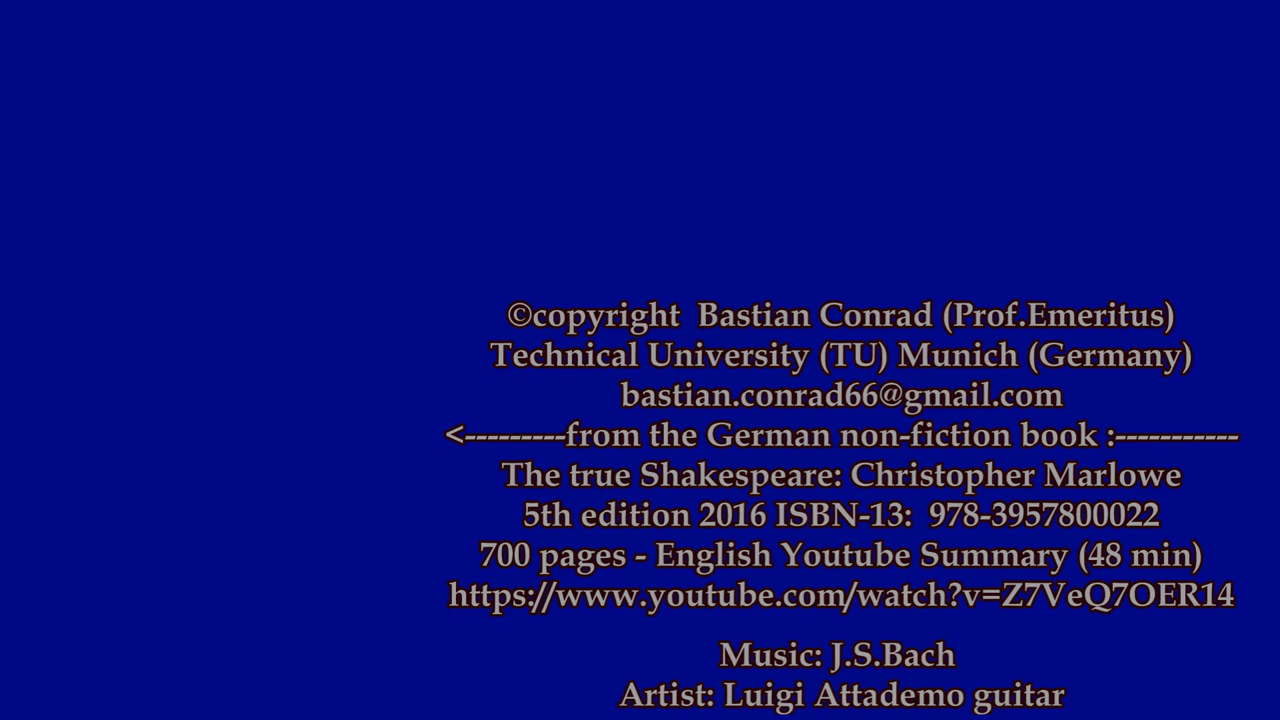 ©copyright  Bastian Conrad (Prof.Emeritus)
Technical University (TU) Munich (Germany)
bastian.conrad66@gmail.com
<---------from the German non-fiction book :-----------
The true Shakespeare: Christopher Marlowe
5th edition 2016 ISBN-13:  978-3957800022
700 pages - English Youtube Summary (48 min)
https://www.youtube.com/watch?v=Z7VeQ7OER14
Music: J.S.Bach
Artist: Luigi Attademo guitar